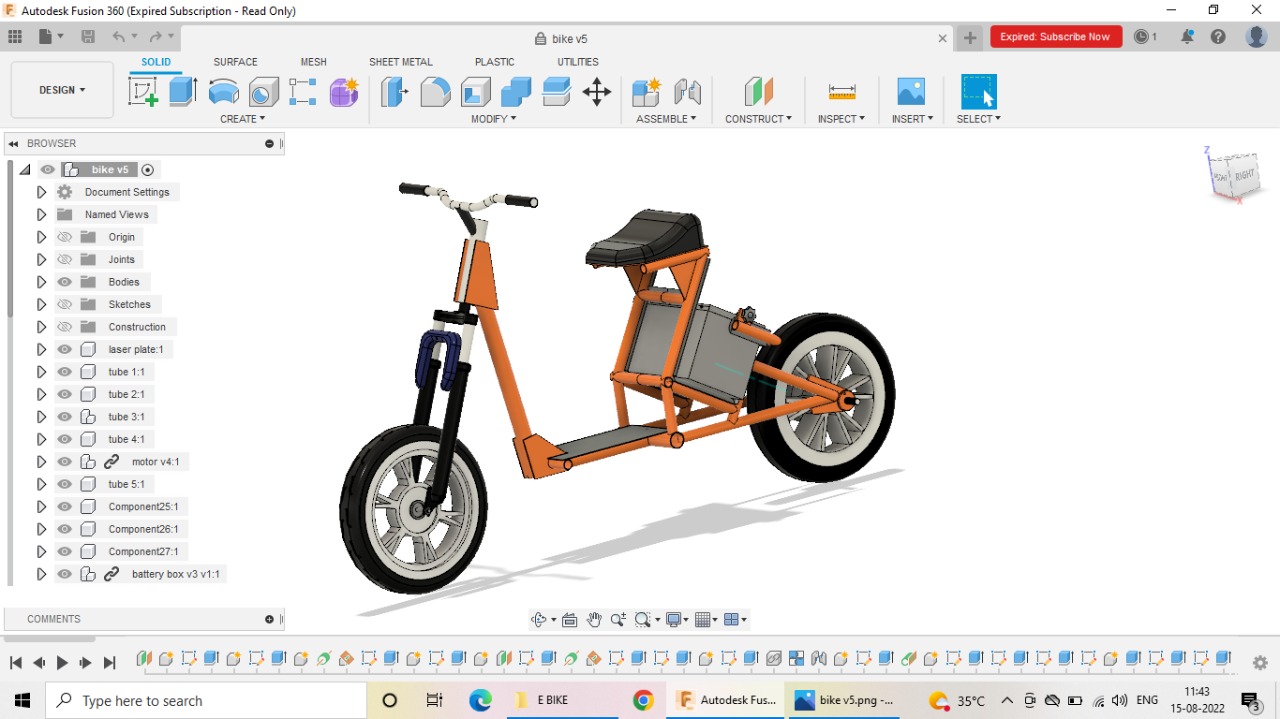 Autodesk Fusion 360 (Expired Subscription - Read Only)
bike v5
Expired: Subscribe Now
1
DESIGN
SOLID
SURFACE
MESH
SHEET METAL
PLASTIC
UTILITIES
CREATE
MODIFY
ASSEMBLE
CONSTRUCT
INSPECT
INSERT
SELECT
BROWSER
bike v5
Document Settings
Named Views
Origin
Joints
Bodies
Sketches
Construction
laser plate:1
tube 1:1
tube 2:1
tube 3:1
tube 4:1
motor v4:1
tube 5:1
Component25:1
Component26:1
Component27:1
battery box v3 v1:1
Z
RIGHT
X
COMMENTS
Type here to search
E BIKE
Autodesk Fus...
bike v5.png -...
35°C
ENG
11:43
15-08-2022
3